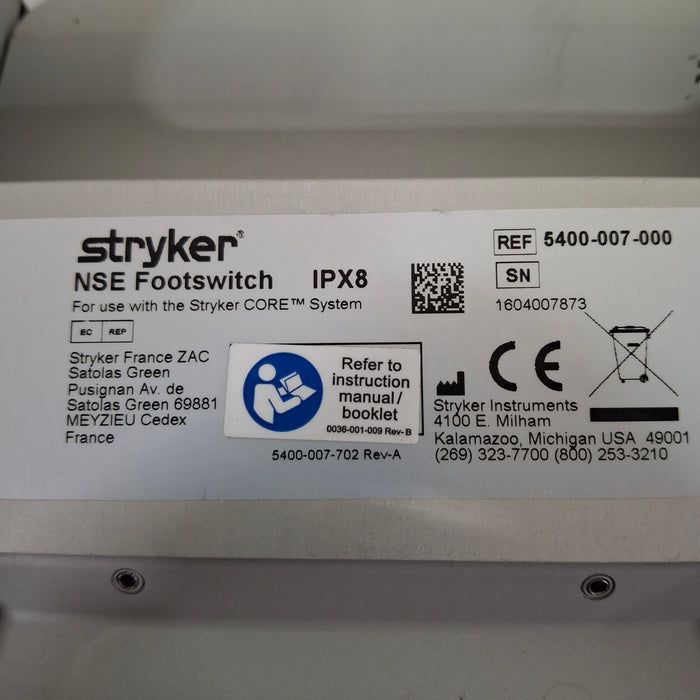 stryker®
NSE Footswitch IPX8
For use with the Stryker CORE™ System
EC REP
Stryker France ZAC
Satolas Green
Pusignan Av. de
Satolas Green 69881
MEYZIEU Cedex
France
Refer to
instruction
manual/
booklet
0036-001-009 Rev-B
5400-007-702 Rev-A
REF 5400-007-000
SN
1604007873
CE
Stryker Instruments
4100 E. Milham
Kalamazoo, Michigan USA 49001
(269) 323-7700 (800) 253-3210